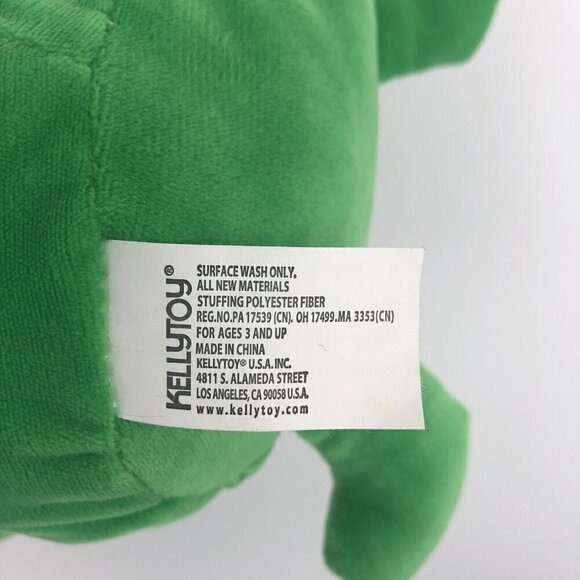 KELLYTOY®
SURFACE WASH ONLY.
ALL NEW MATERIALS
STUFFING POLYESTER FIBER
REG.NO.PA 17539 (CN). OH 17499.MA 3353(CN)
FOR AGES 3 AND UP
MADE IN CHINA
KELLYTOY® U.S.A.INC.
4811 S. ALAMEDA STREET
LOS ANGELES, CA 90058 U.S.A.
www.kellytoy.com